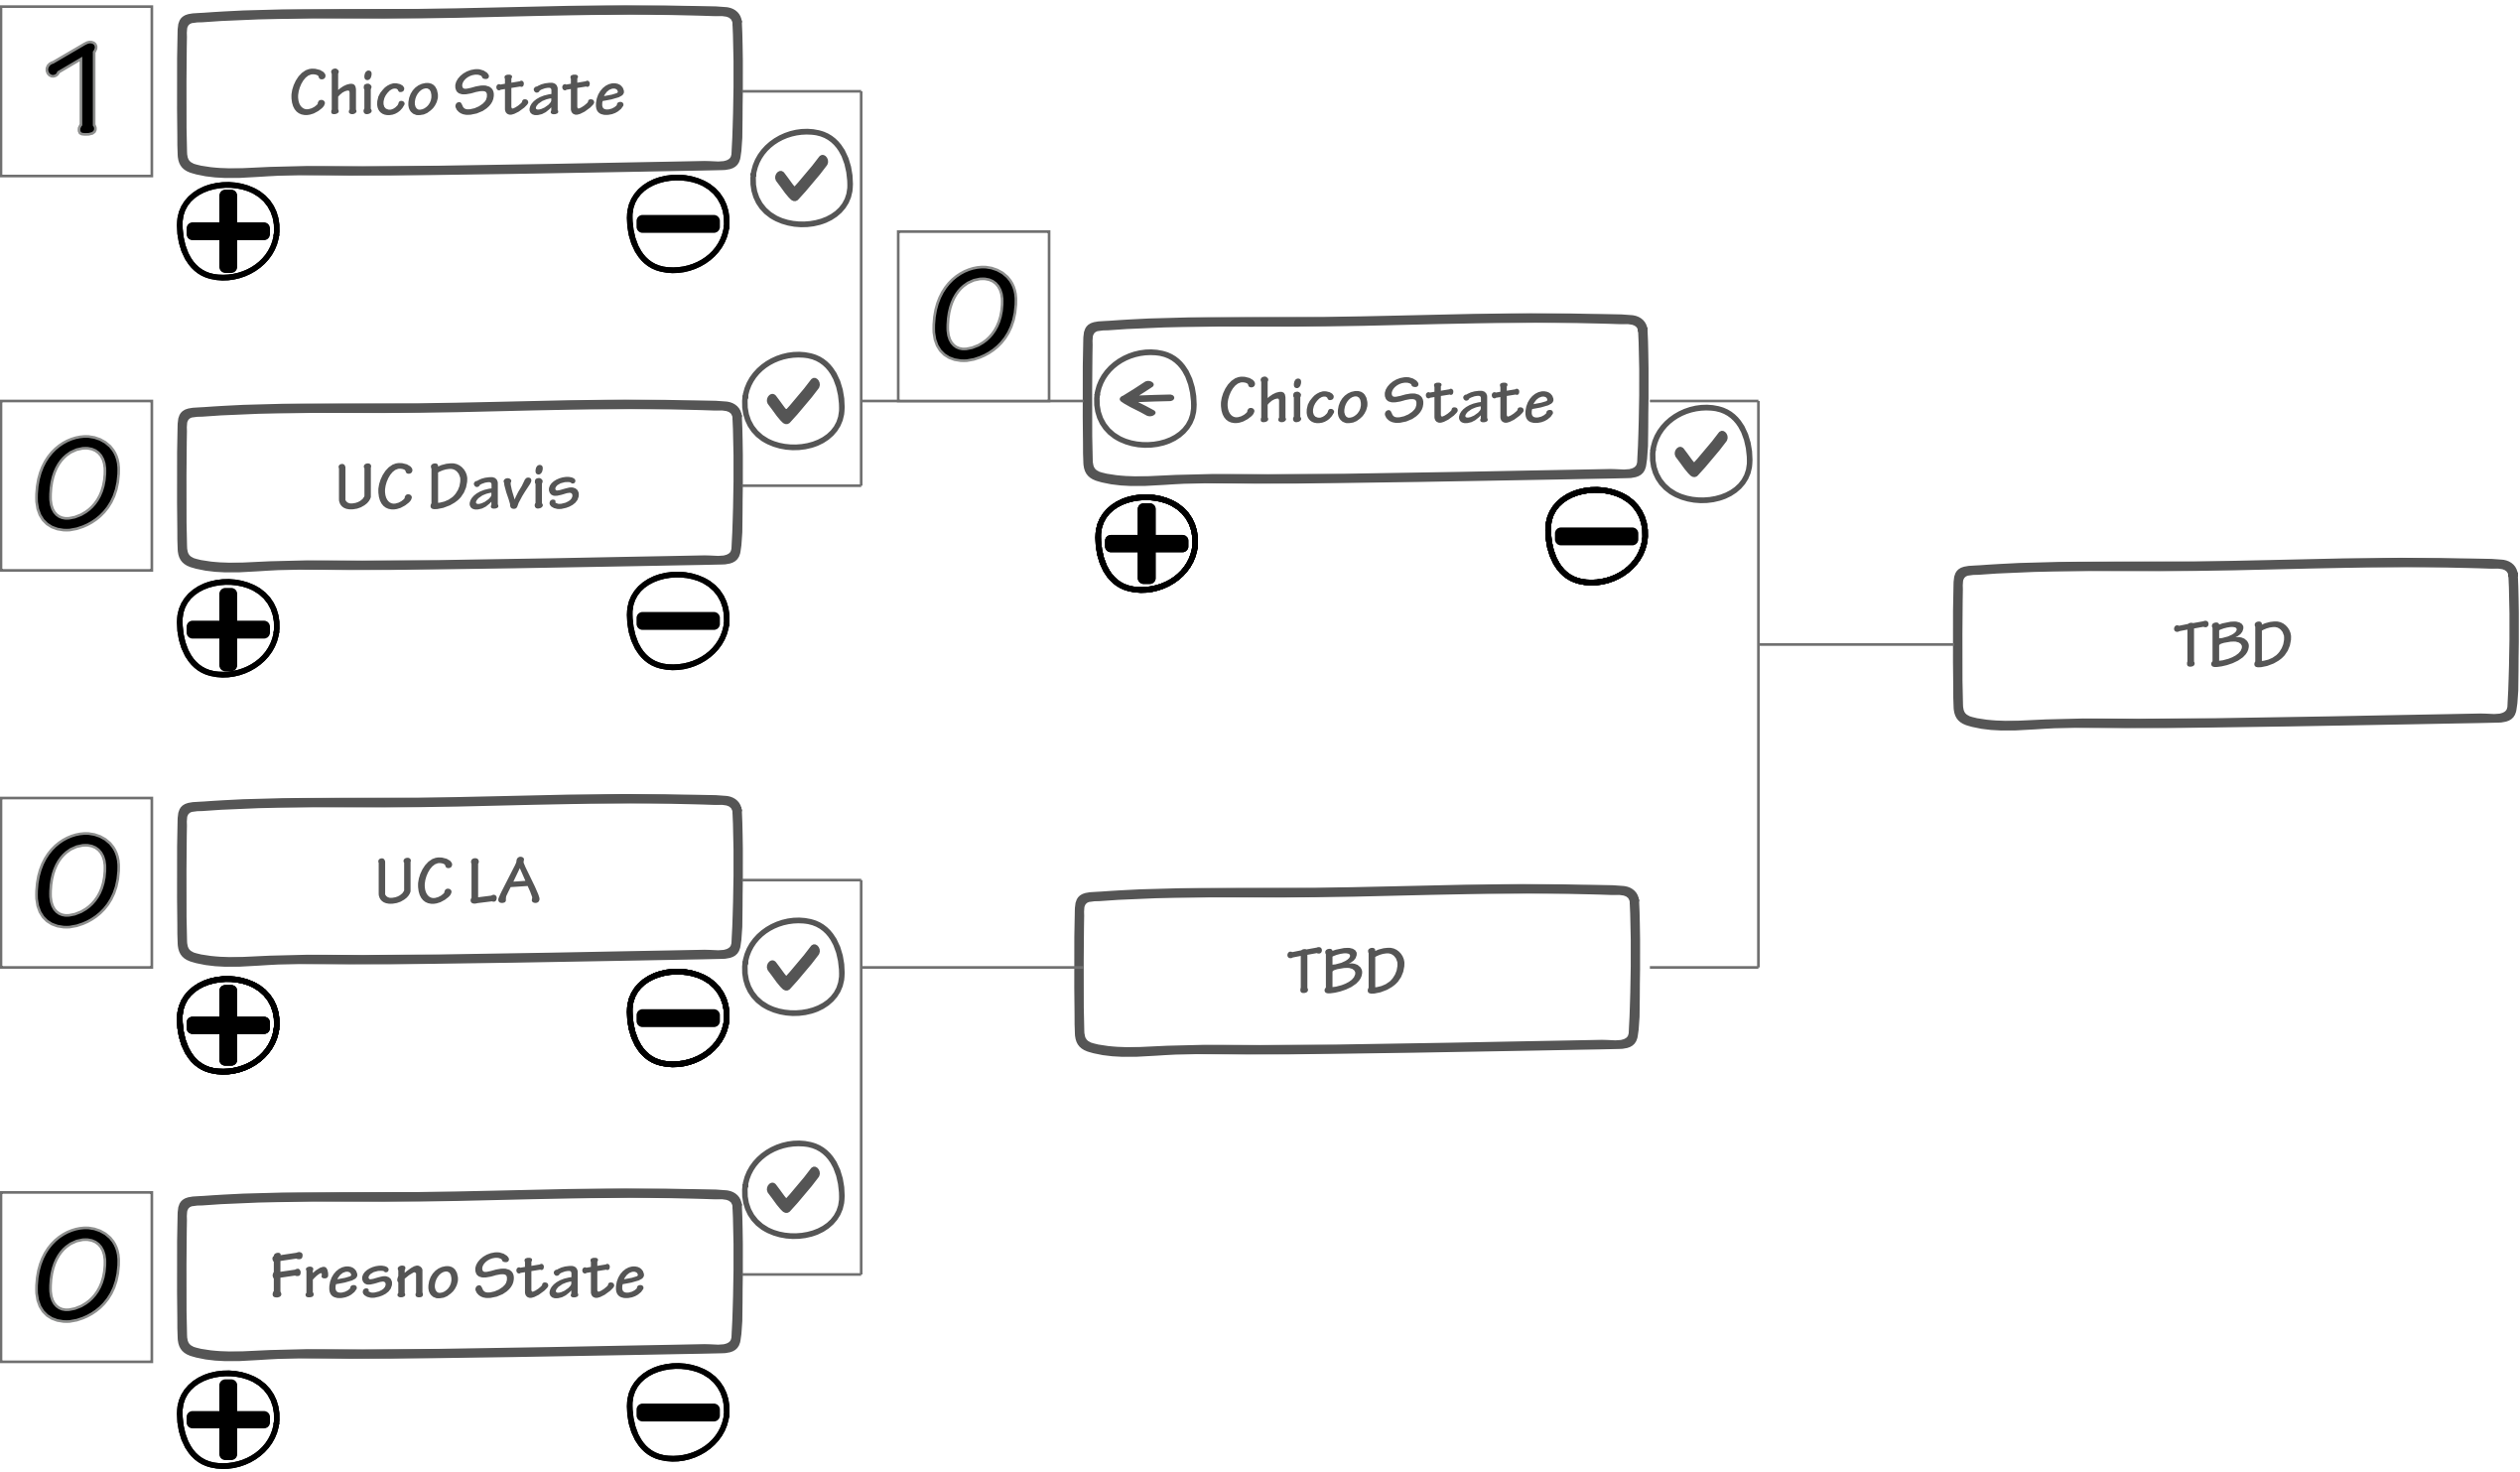 1
Chico State
0
UC Davis
0
Chico State
TBD
0
UC LA
TBD
0
Fresno State